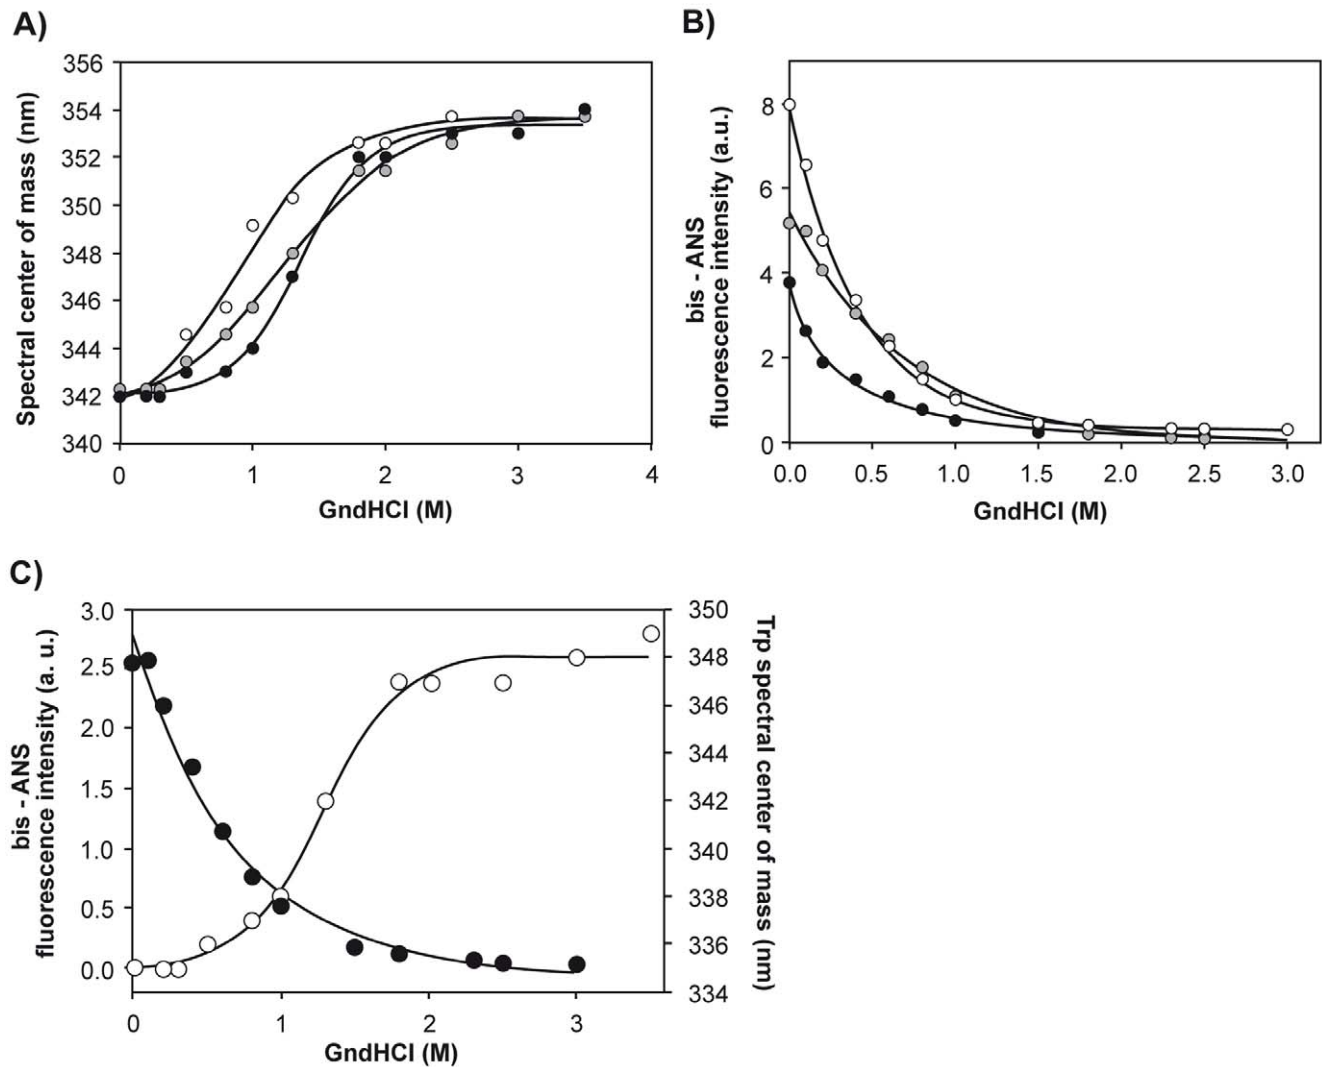 A)
356
354
352
350
348
346
344
342
340
0 1 2 3 4
GndHCl (M)
Spectral center of mass (nm)
B)
8
6
4
2
0
0.0 0.5 1.0 1.5 2.0 2.5 3.0
GndHCl (M)
bis - ANS
fluorescence intensity (a.u.)
C)
3.0
2.5
2.0
1.5
1.0
0.5
0.0
0 1 2 3
GndHCl (M)
bis - ANS
fluorescence intensity (a. u.)
350
348
346
344
342
340
338
336
334
Trp spectral center of mass (nm)